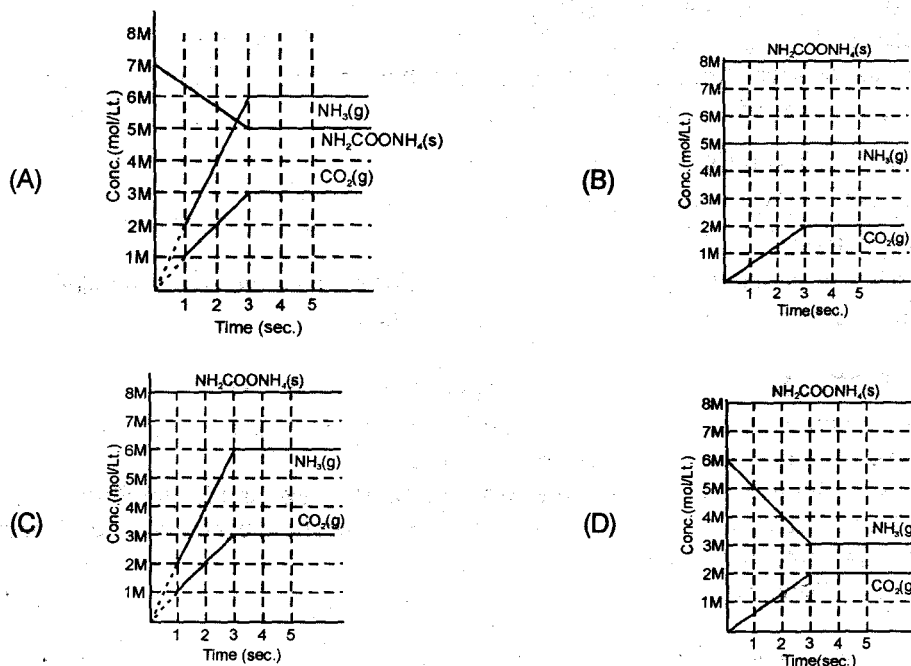 (A)
Conc.(mol/Lt.)
8M
7M
6M
5M
4M
3M
2M
1M
NH₃(g)
NH₂COONH₄(s)
CO₂(g)
1 2 3 4 5
Time (sec.)
(B)
Conc.(mol/Lt.)
NH₂COONH₄(s)
8M
7M
6M
5M
4M
3M
2M
1M
NH₃(g)
CO₂(g)
1 2 3 4 5
Time(sec.)
(C)
Conc.(mol/Lt.)
NH₂COONH₄(s)
8M
7M
6M
5M
4M
3M
2M
1M
NH₃(g)
CO₂(g)
1 2 3 4 5
Time (sec.)
(D)
Conc.(mol/Lt.)
NH₂COONH₄(s)
8M
7M
6M
5M
4M
3M
2M
1M
NH₃(g
CO₂(g
1 2 3 4 5
Time(sec.)